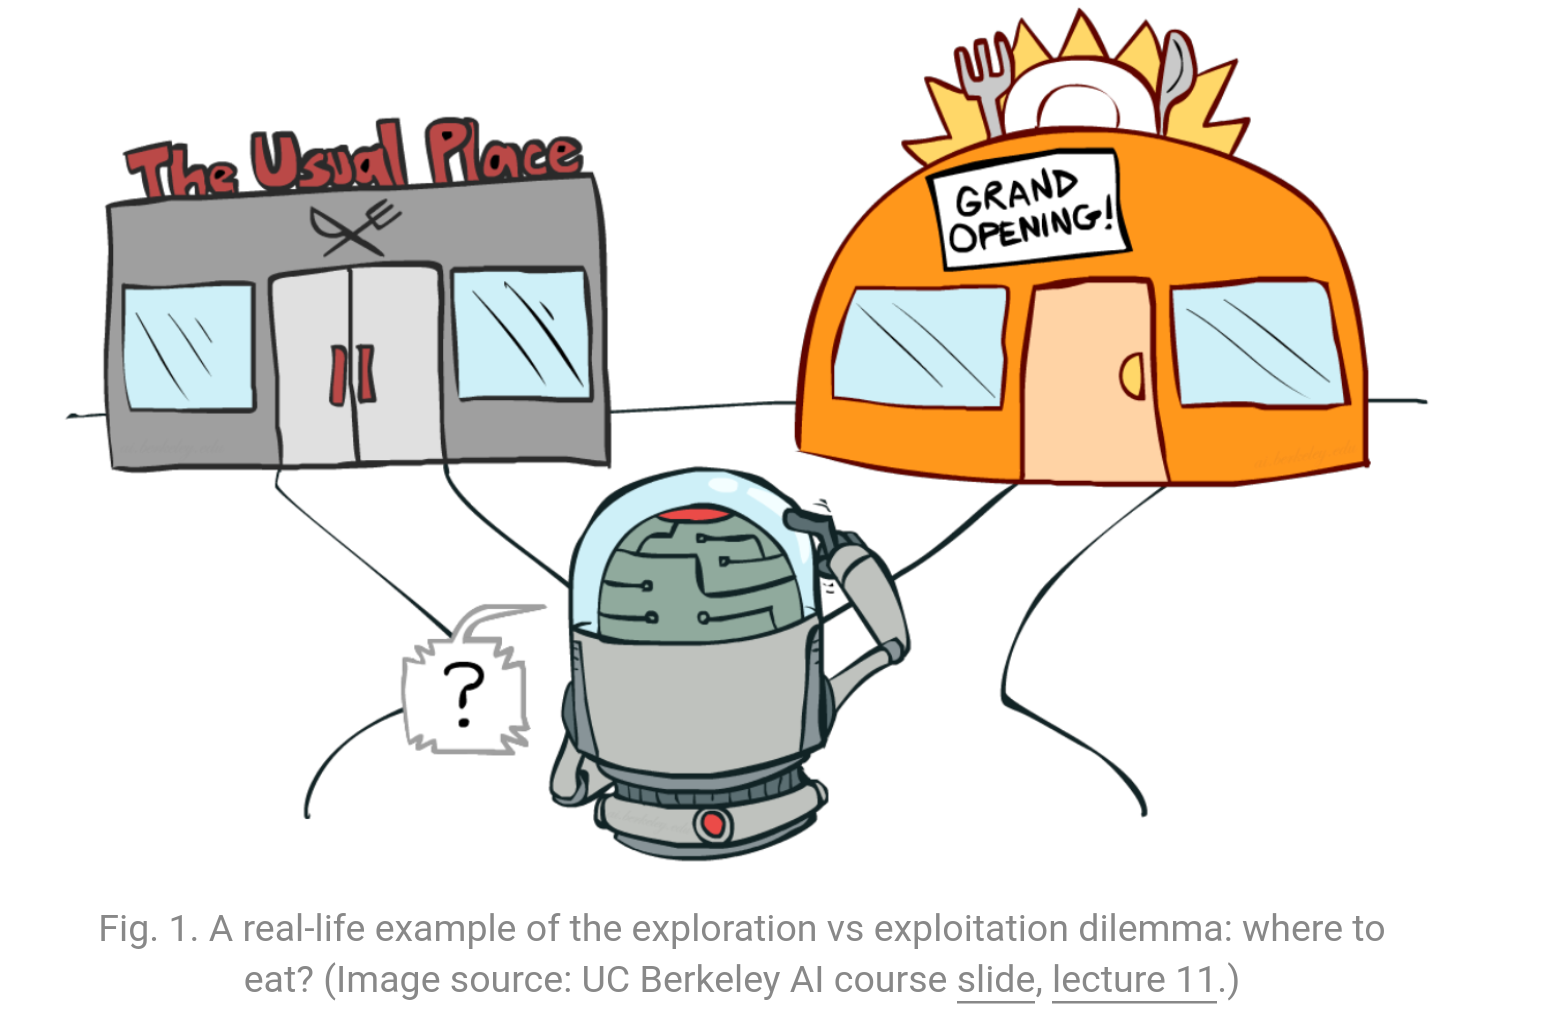 The Usual Place
GRAND
OPENING!
?
Fig. 1. A real-life example of the exploration vs exploitation dilemma: where to
eat? (Image source: UC Berkeley AI course slide, lecture 11.)